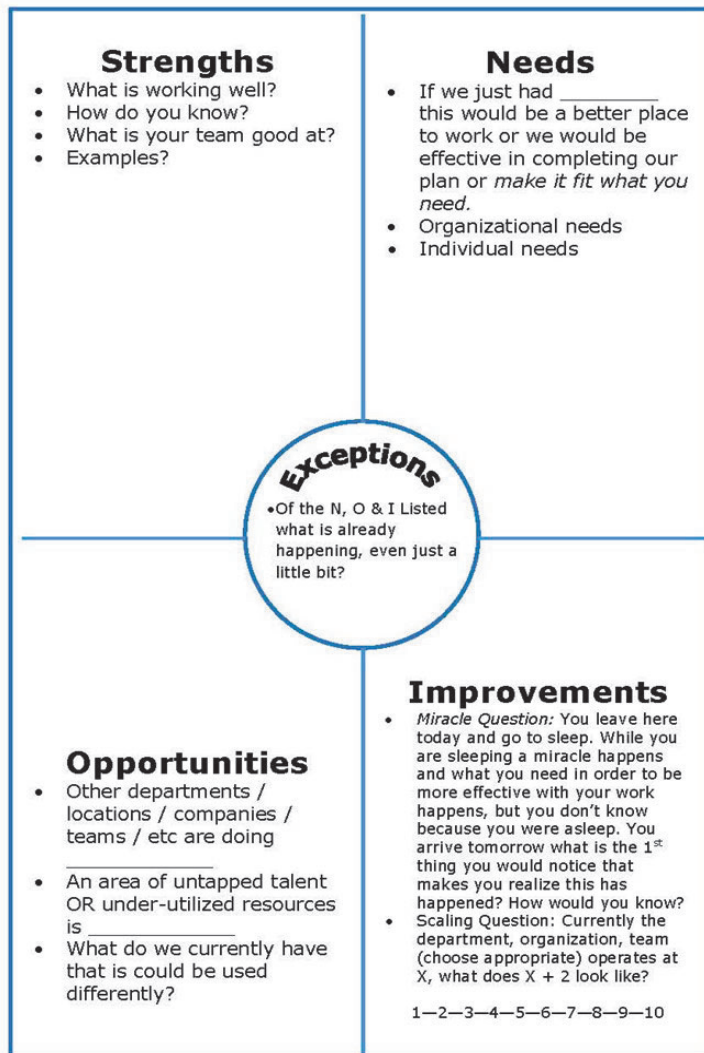 Strengths
• What is working well?
• How do you know?
• What is your team good at?
• Examples?
Needs
• If we just had _________
this would be a better place
to work or we would be
effective in completing our
plan or make it fit what you
need.
• Organizational needs
• Individual needs
Exceptions
•Of the N, O & I Listed
what is already
happening, even just a
little bit?
Opportunities
• Other departments /
locations / companies /
teams / etc are doing
______________
• An area of untapped talent
OR under-utilized resources
is ______________
• What do we currently have
that is could be used
differently?
Improvements
• Miracle Question: You leave here
today and go to sleep. While you
are sleeping a miracle happens
and what you need in order to be
more effective with your work
happens, but you don’t know
because you were asleep. You
arrive tomorrow what is the 1st
thing you would notice that
makes you realize this has
happened? How would you know?
• Scaling Question: Currently the
department, organization, team
(choose appropriate) operates at
X, what does X + 2 look like?
1—2—3—4—5—6—7—8—9—10